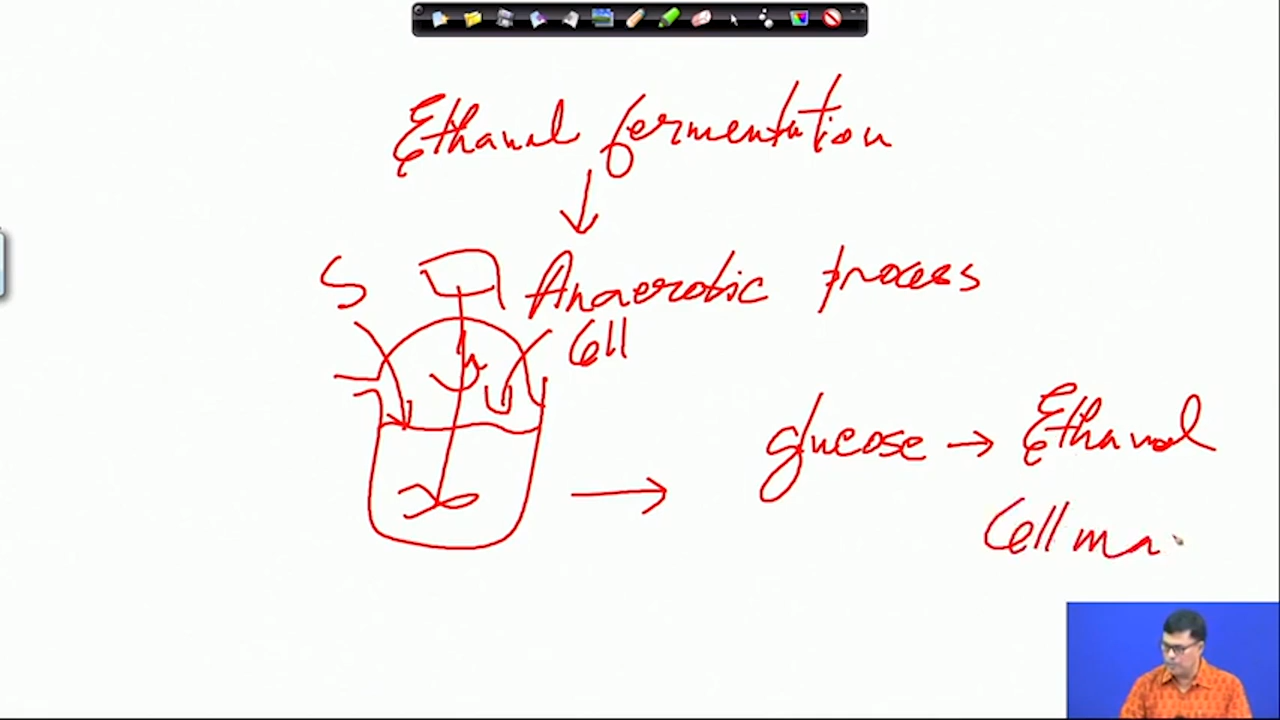 Ethanol fermentation
S
Anaerobic process
Cell
glucose → Ethanol
Cell ma